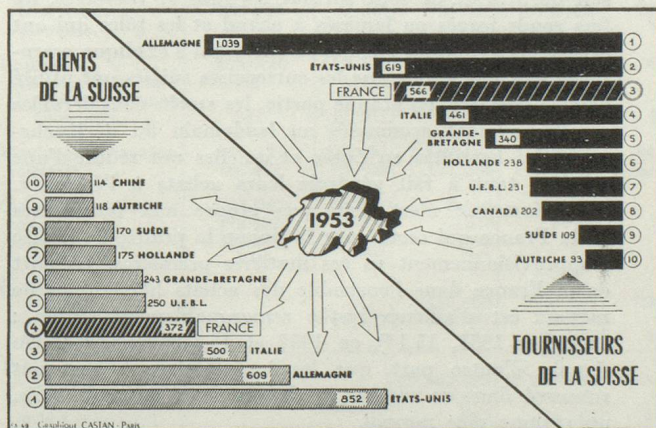 CLIENTS
DE LA SUISSE
ALLEMAGNE 1.039 1
ÉTATS-UNIS 619 2
FRANCE 566 3
ITALIE 461 4
GRANDE-
BRETAGNE 340 5
HOLLANDE 238 6
U.E.B.L. 231 7
CANADA 202 8
SUÈDE 109 9
AUTRICHE 93 10
1953
10 114 CHINE
9 118 AUTRICHE
8 170 SUÈDE
7 175 HOLLANDE
6 243 GRANDE-BRETAGNE
5 250 U.E.B.L.
4 372 FRANCE
3 500 ITALIE
2 609 ALLEMAGNE
1 852 ÉTATS-UNIS
FOURNISSEURS
DE LA SUISSE
Graphique CASTAN - PARIS